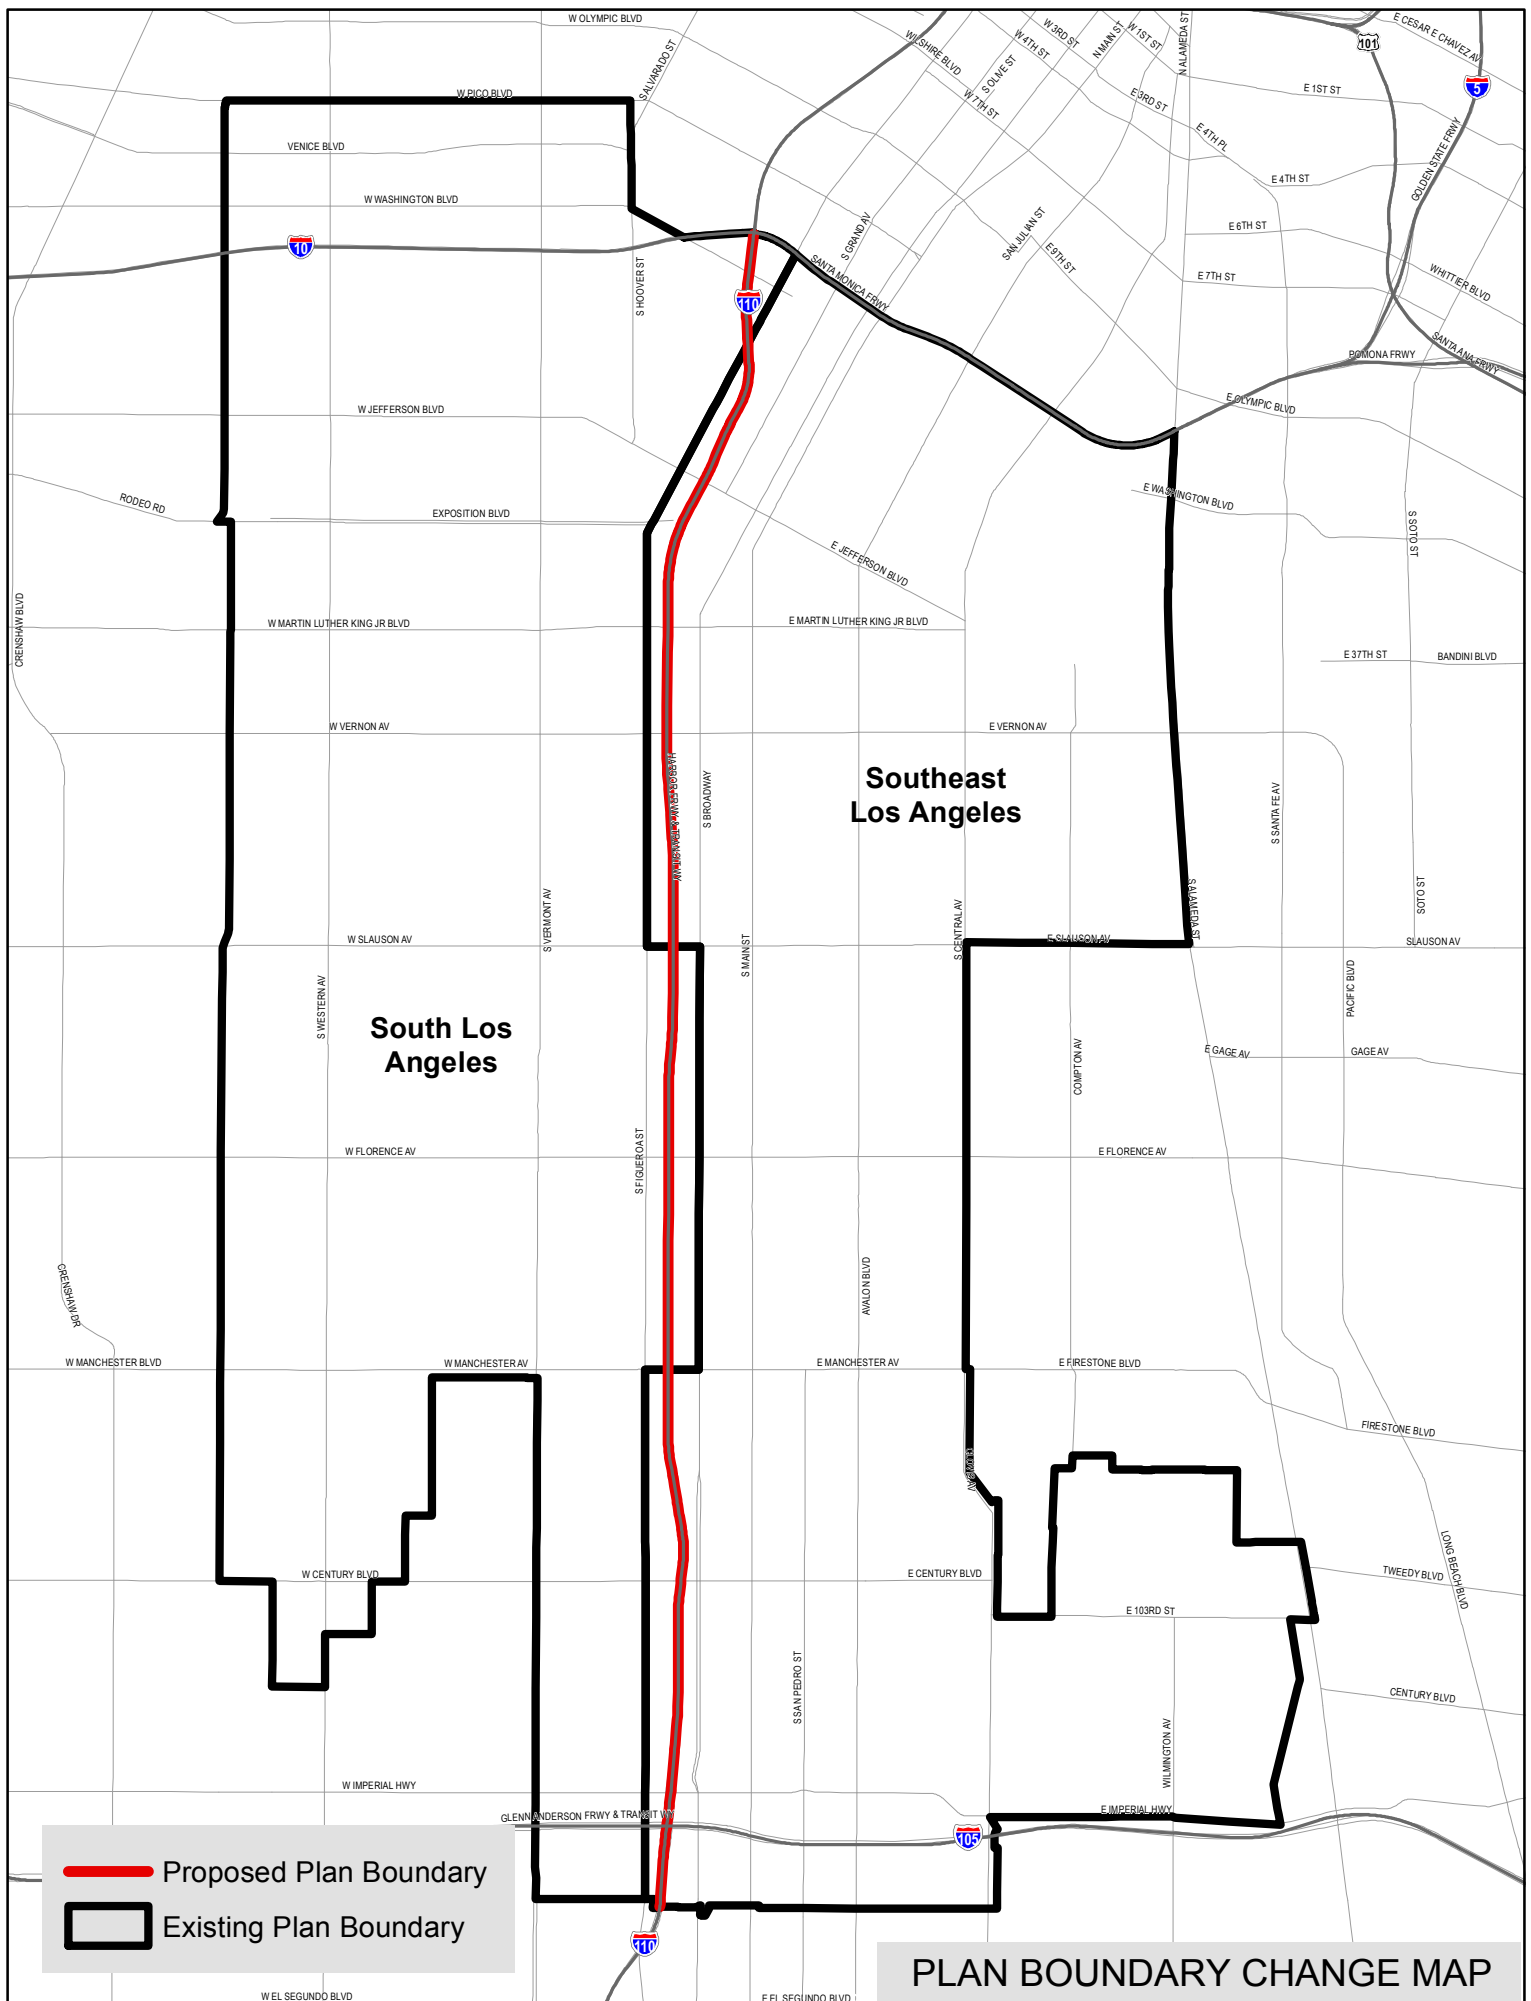 W OLYMPIC BLVD
S ALVARADO ST
WILSHIRE BLVD
S OLIVE ST
W 7TH ST
W 3RD ST
W 4TH ST
N MAIN ST
W 1ST ST
N ALAMEDA ST
101
E CESAR E CHAVEZ AV
5
E 1ST ST
E 3RD ST
E 4TH PL
GOLDEN STATE FRWY
W PICO BLVD
VENICE BLVD
E 4TH ST
W WASHINGTON BLVD
S GRAND AV
SAN JULIAN ST
E 9TH ST
E 6TH ST
10
S HOOVER ST
SANTA MONICA FRWY
E 7TH ST
WHITTIER BLVD
110
POMONA FRWY
SANTA ANA FRWY
W JEFFERSON BLVD
E OLYMPIC BLVD
RODEO RD
EXPOSITION BLVD
E WASHINGTON BLVD
S SOTO ST
E JEFFERSON BLVD
CRENSHAW BLVD
W MARTIN LUTHER KING JR BLVD
E MARTIN LUTHER KING JR BLVD
E 37TH ST
BANDINI BLVD
W VERNON AV
E VERNON AV
HARBOR FRWY & TRANSIT WY
S BROADWAY
Southeast
Los Angeles
S SANTA FE AV
S VERMONT AV
S CENTRAL AV
S ALAMEDA ST
SOTO ST
W SLAUSON AV
S MAIN ST
E SLAUSON AV
SLAUSON AV
S WESTERN AV
PACIFIC BLVD
South Los
Angeles
COMPTON AV
E GAGE AV
GAGE AV
W FLORENCE AV
S FIGUEROA ST
E FLORENCE AV
CRENSHAW DR
AVALON BLVD
W MANCHESTER BLVD
W MANCHESTER AV
E MANCHESTER AV
E FIRESTONE BLVD
FIRESTONE BLVD
LONG BEACH BLVD
W CENTURY BLVD
E CENTURY BLVD
TWEEDY BLVD
E 103RD ST
S SAN PEDRO ST
CENTURY BLVD
WILMINGTON AV
W IMPERIAL HWY
GLENN ANDERSON FRWY & TRANSIT WY
E IMPERIAL HWY
105
Proposed Plan Boundary
Existing Plan Boundary
110
PLAN BOUNDARY CHANGE MAP
W EL SEGUNDO BLVD
E EL SEGUNDO BLVD